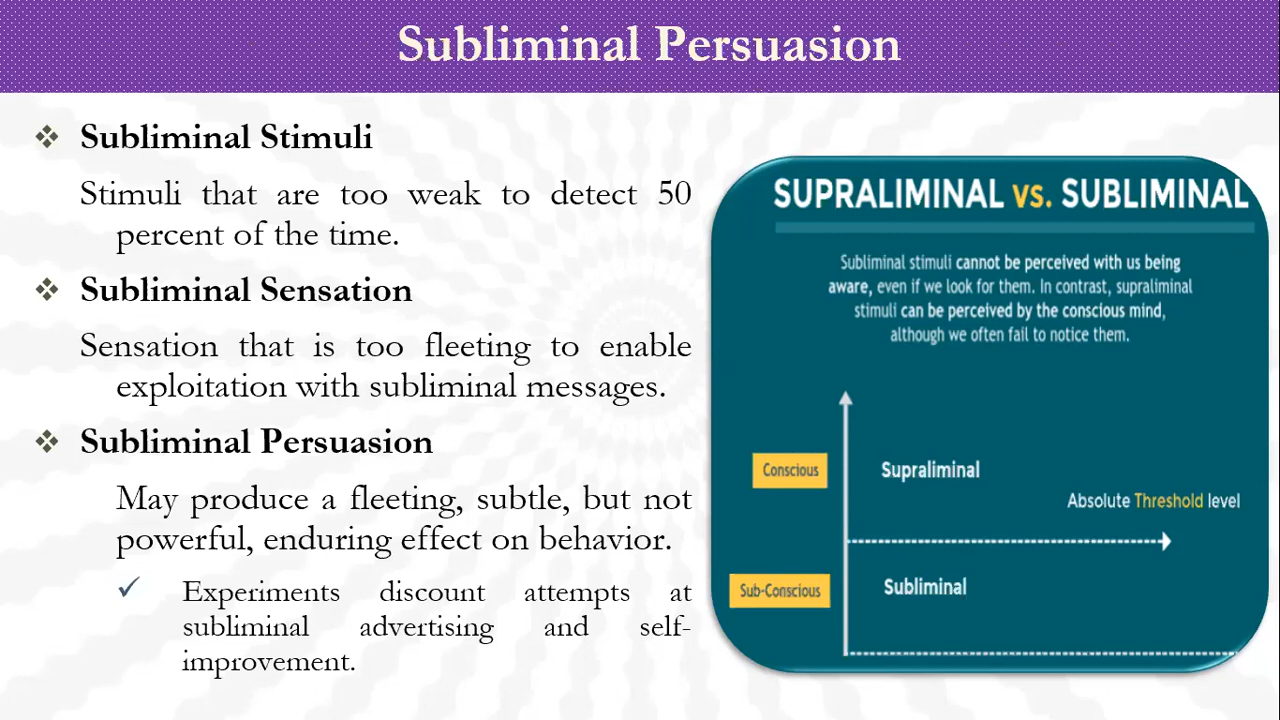 Subliminal Persuasion
❖ Subliminal Stimuli
Stimuli that are too weak to detect 50
percent of the time.
❖ Subliminal Sensation
Sensation that is too fleeting to enable
exploitation with subliminal messages.
❖ Subliminal Persuasion
May produce a fleeting, subtle, but not
powerful, enduring effect on behavior.
✓ Experiments discount attempts at
subliminal advertising and self-
improvement.
SUPRALIMINAL VS. SUBLIMINAL
Subliminal stimuli cannot be perceived with us being
aware, even if we look for them. In contrast, supraliminal
stimuli can be perceived by the conscious mind,
although we often fail to notice them.
Conscious
Supraliminal
Absolute Threshold level
Sub-Conscious
Subliminal